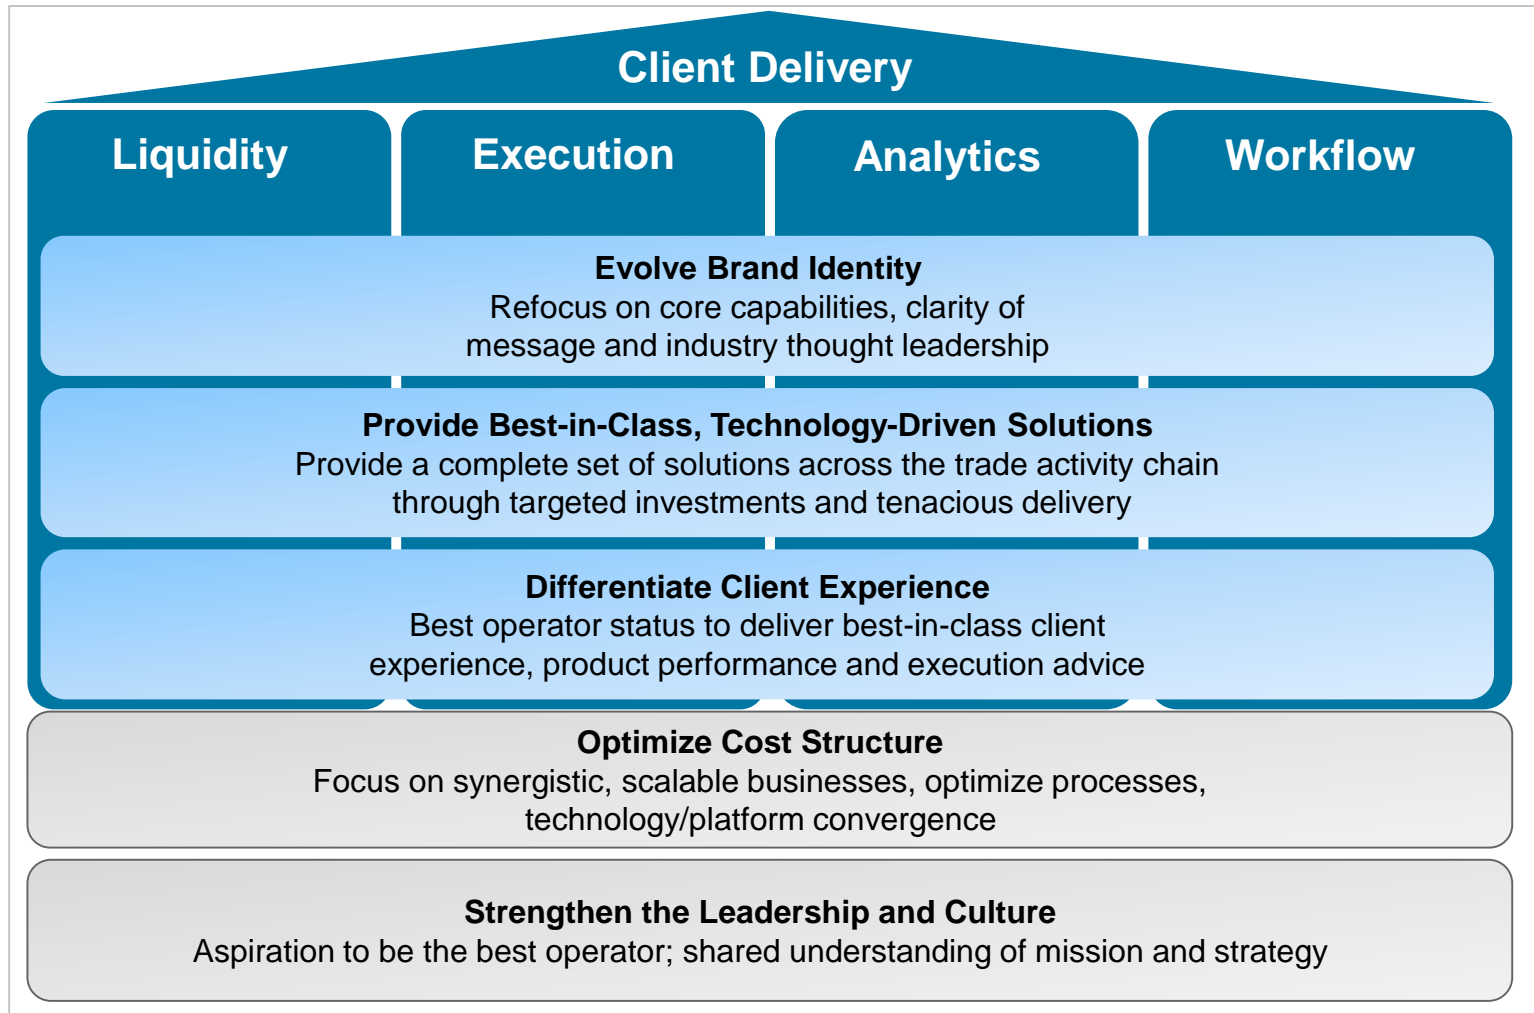 Client Delivery
Liquidity
Execution
Analytics
Workflow
Evolve Brand Identity
Refocus on core capabilities, clarity of
message and industry thought leadership
Provide Best-in-Class, Technology-Driven Solutions
Provide a complete set of solutions across the trade activity chain
through targeted investments and tenacious delivery
Differentiate Client Experience
Best operator status to deliver best-in-class client
experience, product performance and execution advice
Optimize Cost Structure
Focus on synergistic, scalable businesses, optimize processes,
technology/platform convergence
Strengthen the Leadership and Culture
Aspiration to be the best operator; shared understanding of mission and strategy